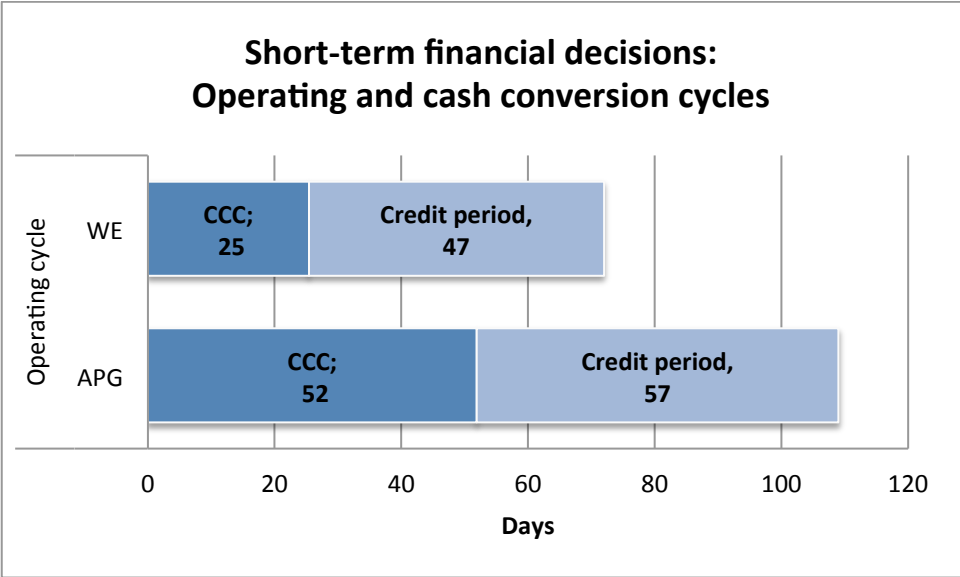 Short-term financial decisions:
Operating and cash conversion cycles
Operating cycle
WE
CCC;
25
Credit period,
47
APG
CCC;
52
Credit period,
57
0 20 40 60 80 100 120
Days